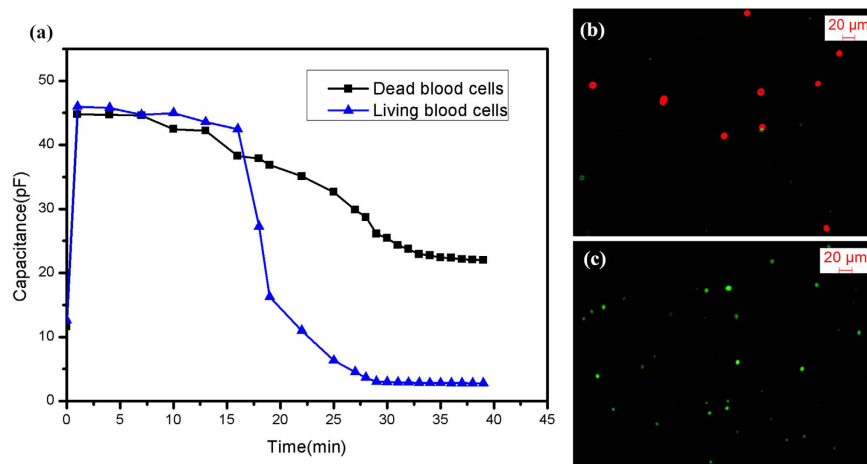 (a)
50
40
30
20
10
0
Capacitance(pF)
Dead blood cells
Living blood cells
0 5 10 15 20 25 30 35 40 45
Time(min)
(b)
20 µm
(c)
20 µm